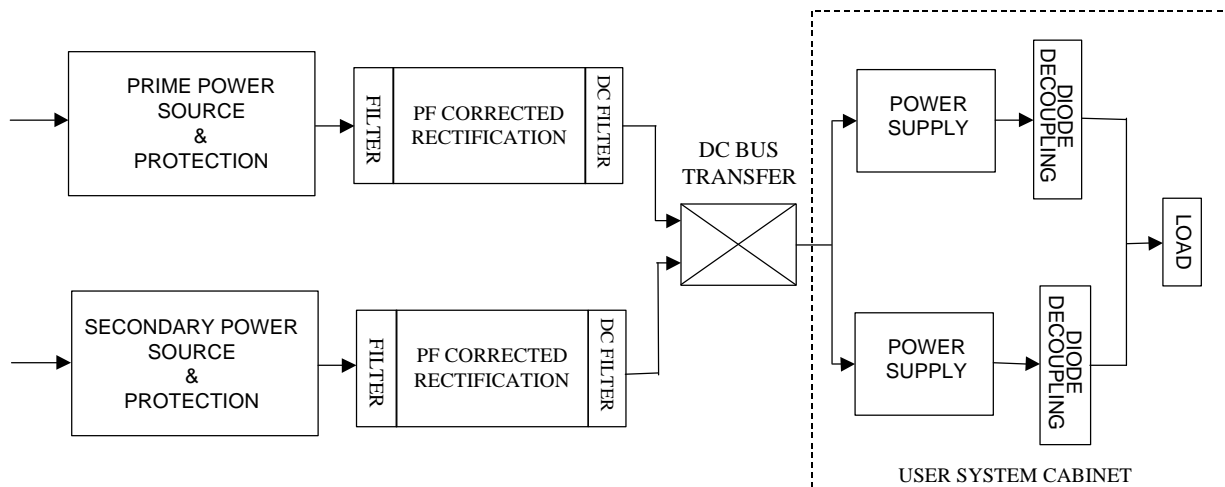 PRIME POWER
SOURCE
&
PROTECTION
FILTER
PF CORRECTED
RECTIFICATION
DC FILTER
DC BUS
TRANSFER
POWER
SUPPLY
DIODE
DECOUPLING
LOAD
SECONDARY POWER
SOURCE
&
PROTECTION
FILTER
PF CORRECTED
RECTIFICATION
DC FILTER
POWER
SUPPLY
DIODE
DECOUPLING
USER SYSTEM CABINET